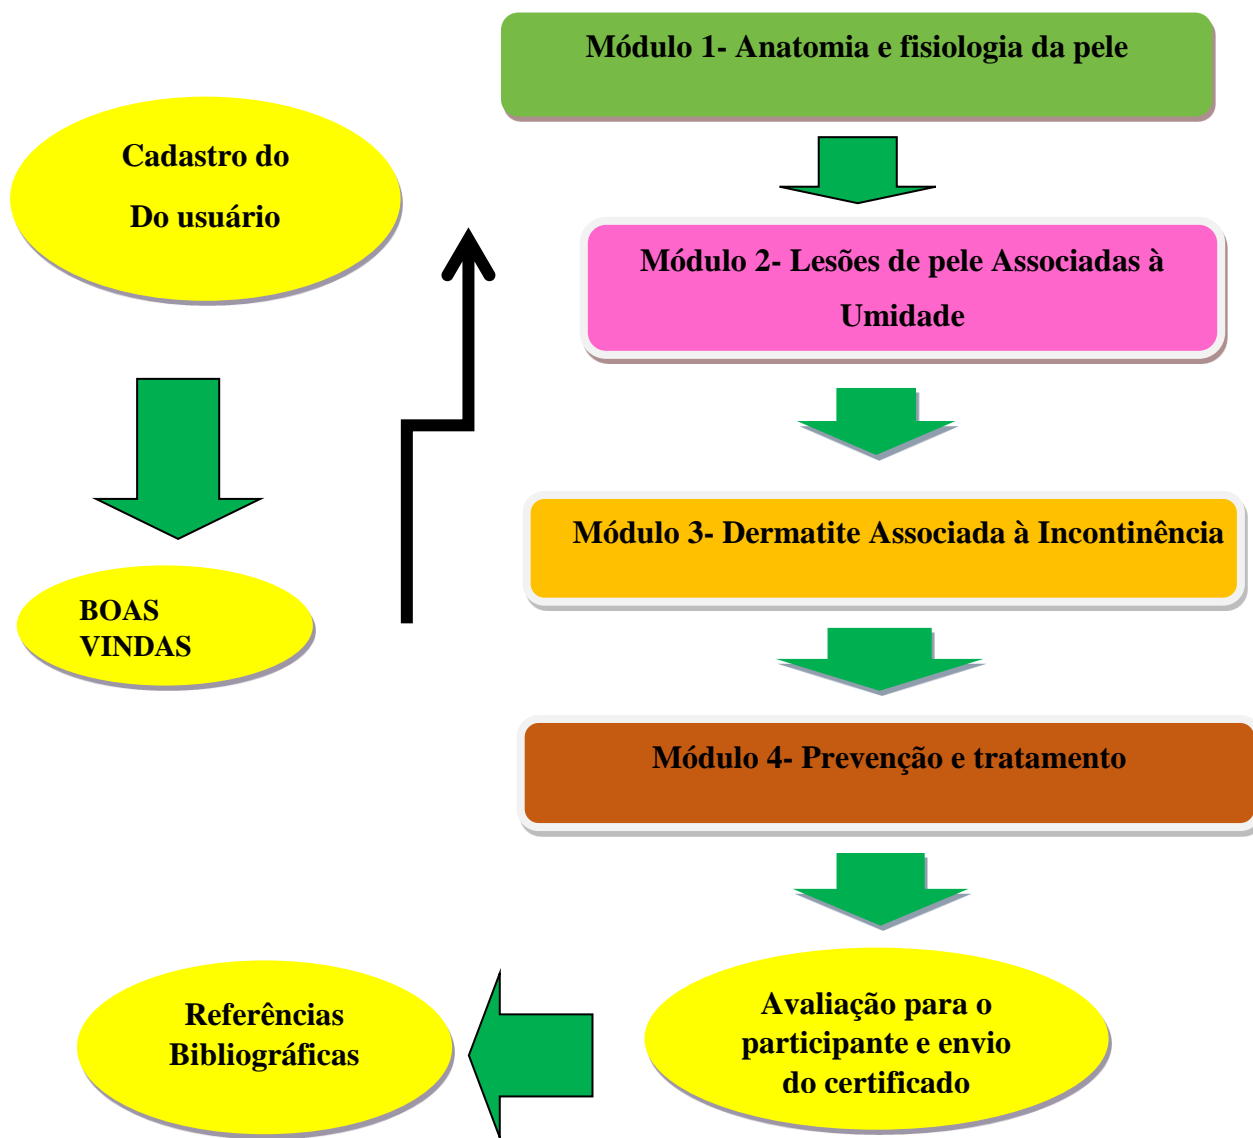 Cadastro do
Do usuário
BOAS
VINDAS
Módulo 1- Anatomia e fisiologia da pele
Módulo 2- Lesões de pele Associadas à
Umidade
Módulo 3- Dermatite Associada à Incontinência
Módulo 4- Prevenção e tratamento
Avaliação para o
participante e envio
do certificado
Referências
Bibliográficas